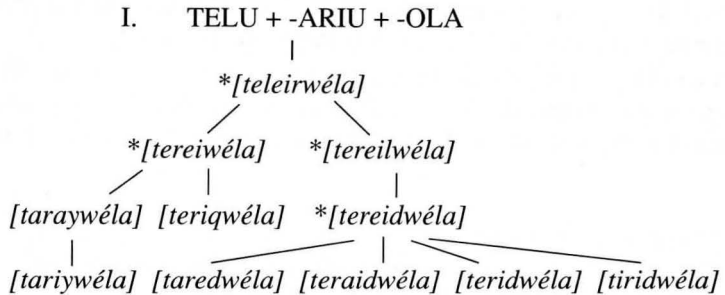 I. TELU + -ARIU + -OLA
*[teleirwéla]
*[tereiwéla] *[tereilwéla]
[taraywéla] [teriqwéla] *[tereidwéla]
[tariywéla] [taredwéla] [teraidwéla] [teridwéla] [tiridwéla]